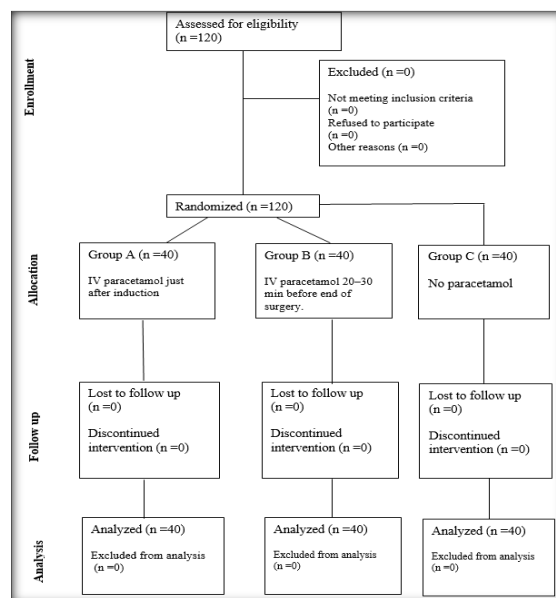 Assessed for eligibility
(n =120)
Enrollment
Excluded (n =0)
Not meeting inclusion criteria
(n =0)
Refused to participate
(n =0)
Other reasons (n =0)
Randomized (n =120)
Allocation
Group A (n =40)
IV paracetamol just
after induction
Group B (n =40)
IV paracetamol 20–30
min before end of
surgery.
Group C (n =40)
No paracetamol
Follow up
Lost to follow up
(n =0)
Discontinued
intervention (n =0)
Lost to follow up
(n =0)
Discontinued
intervention (n =0)
Lost to follow up
(n =0)
Discontinued
intervention (n =0)
Analysis
Analyzed (n =40)
Excluded from analysis
(n =0)
Analyzed (n =40)
Excluded from analysis
(n =0)
Analyzed (n =40)
Excluded from analysis
(n =0)